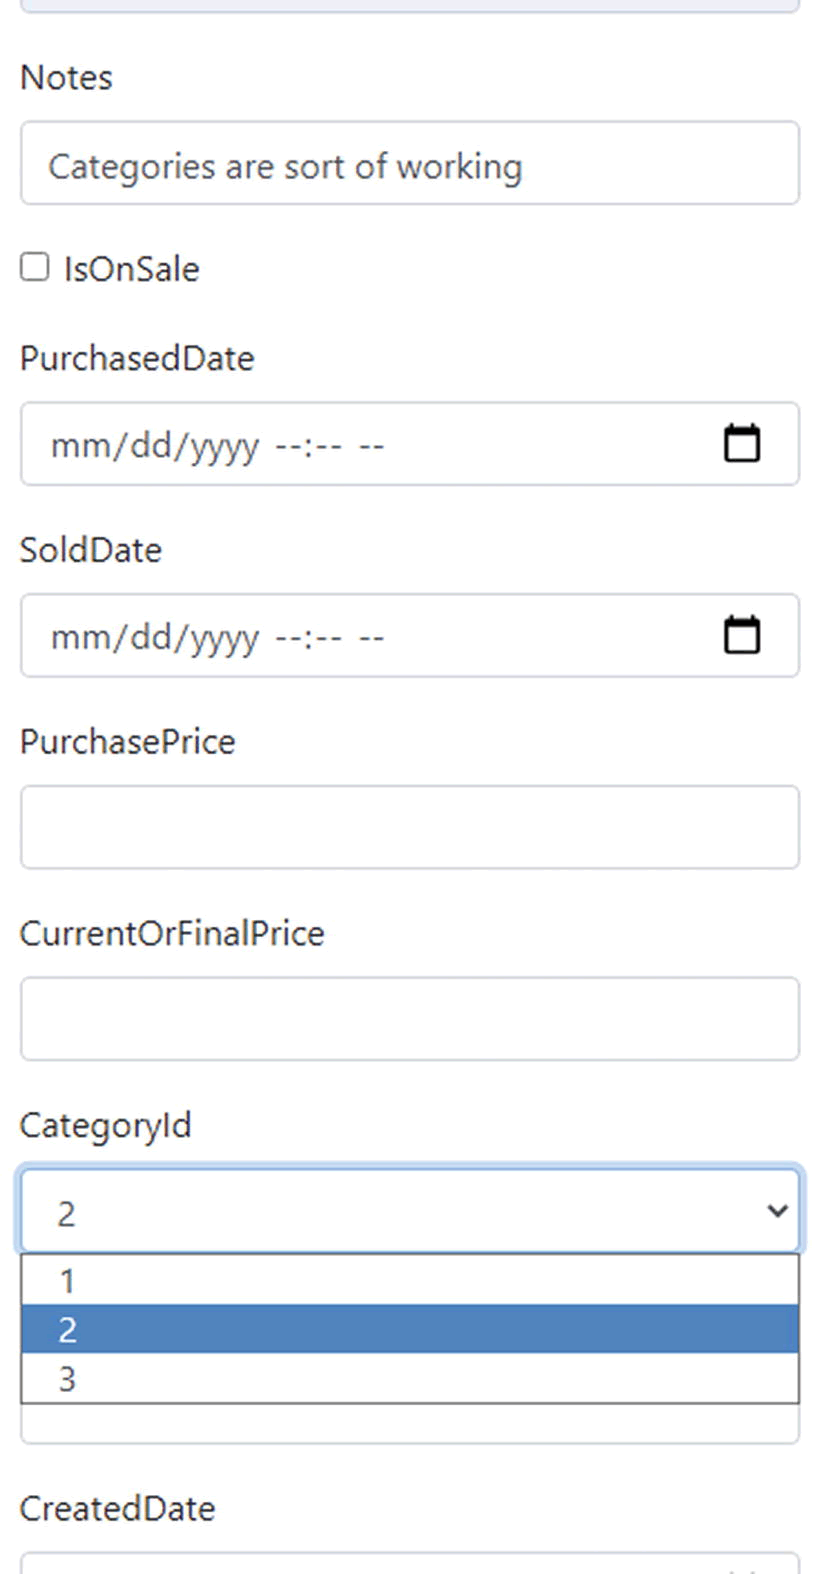 Notes
Categories are sort of working
IsOnSale
PurchasedDate
mm/dd/yyyy --:-- --
SoldDate
mm/dd/yyyy --:-- --
PurchasePrice
CurrentOrFinalPrice
CategoryId
2
1
2
3
CreatedDate